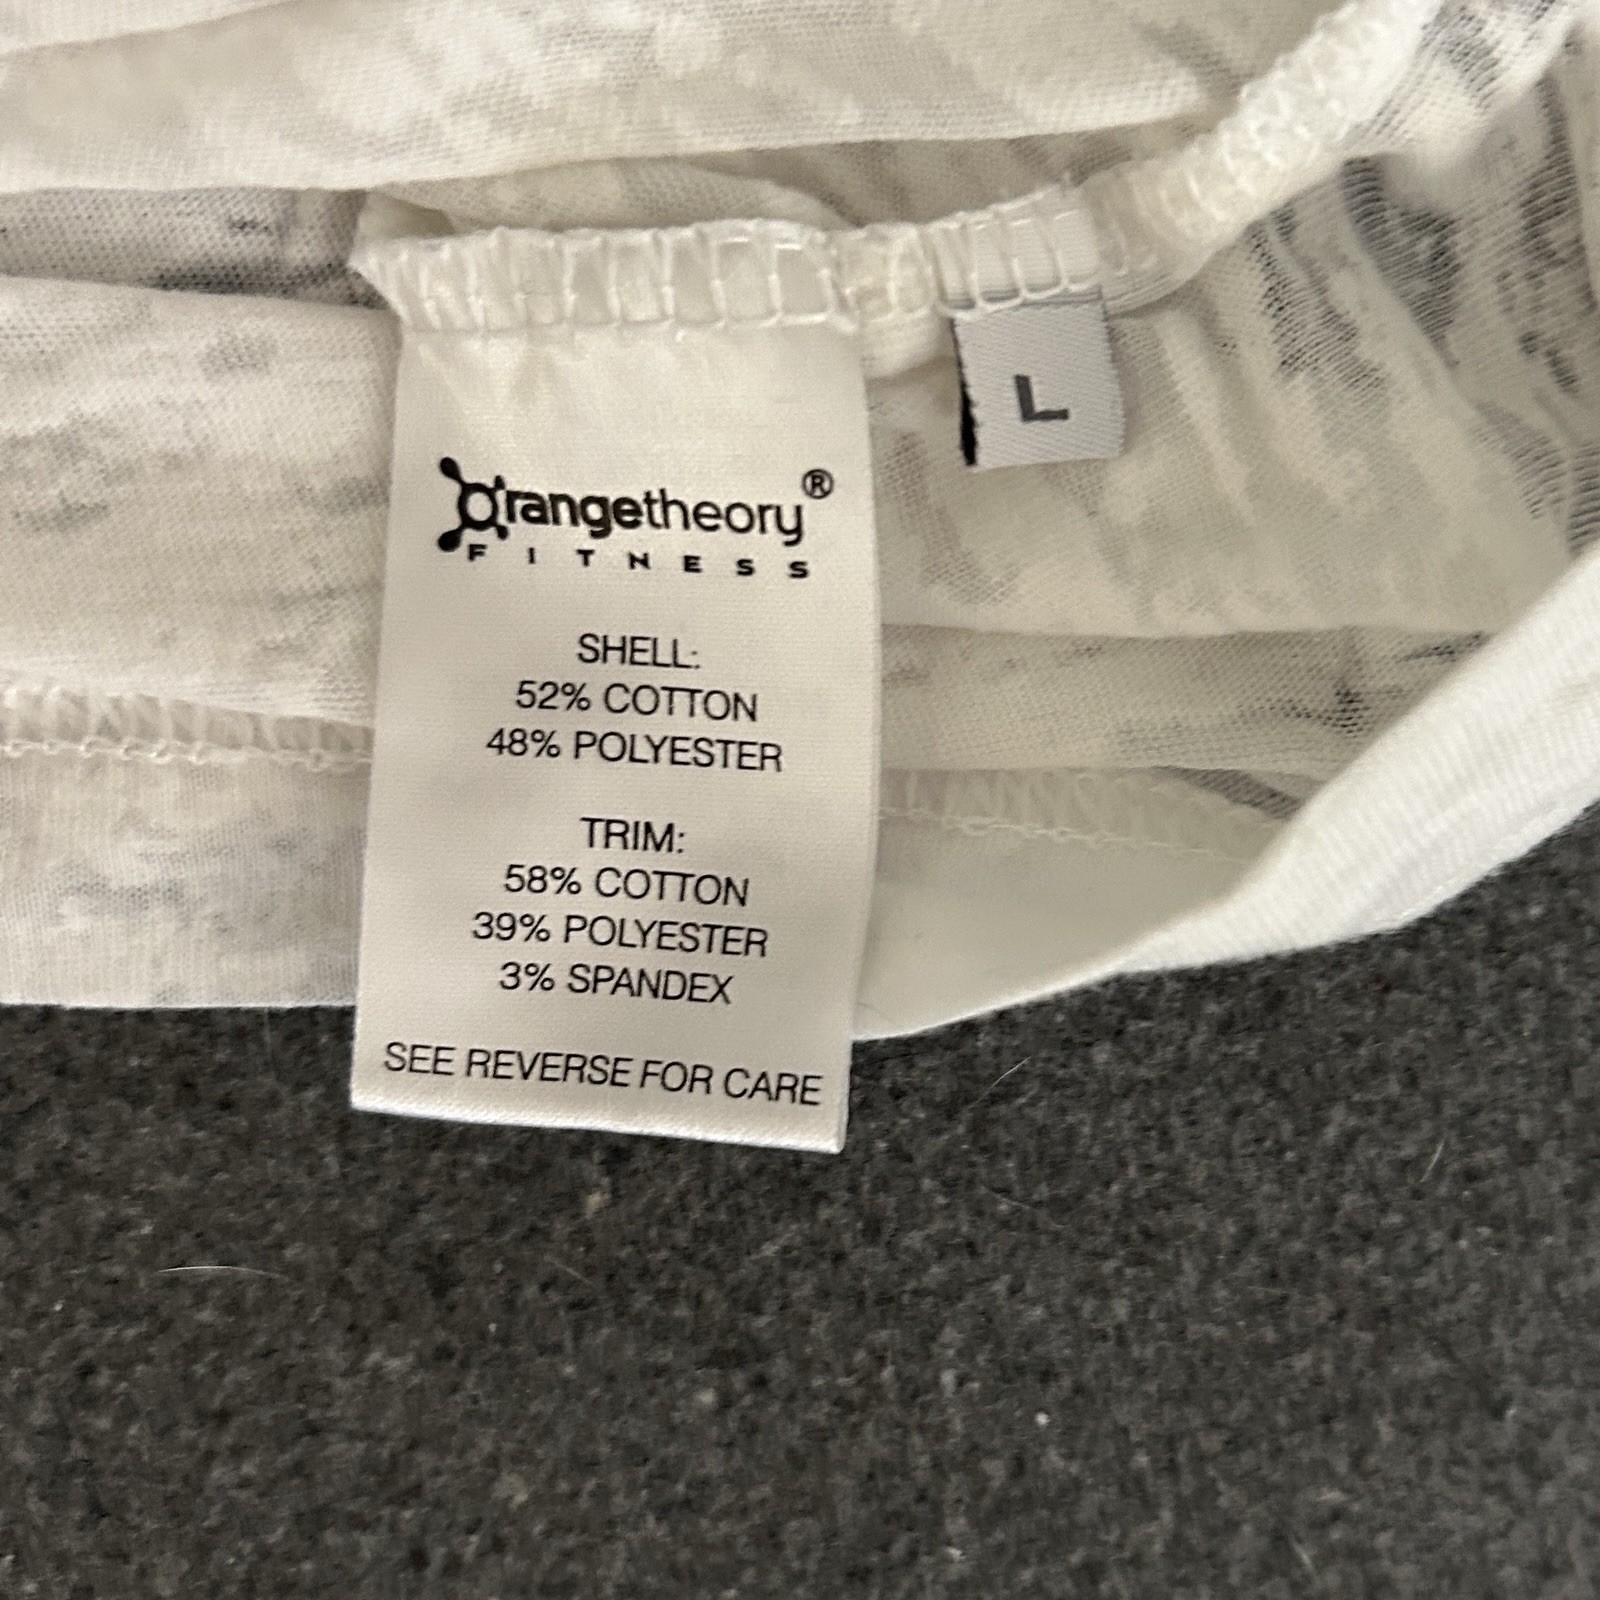 orangetheory®
FITNESS
L
SHELL:
52% COTTON
48% POLYESTER
TRIM:
58% COTTON
39% POLYESTER
3% SPANDEX
SEE REVERSE FOR CARE